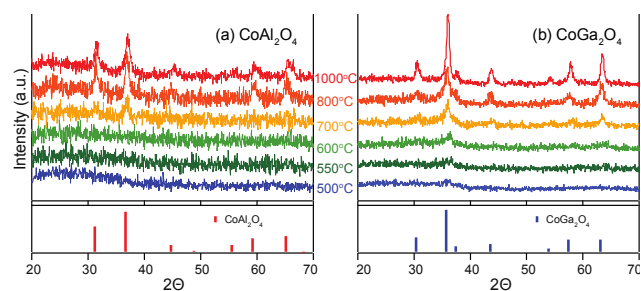 (a) CoAl₂O₄
(b) CoGa₂O₄
Intensity (a.u.)
1000°C
800°C
700°C
600°C
550°C
500°C
CoAl₂O₄
CoGa₂O₄
20 30 40 50 60 70
20 30 40 50 60 70
2Θ
2Θ